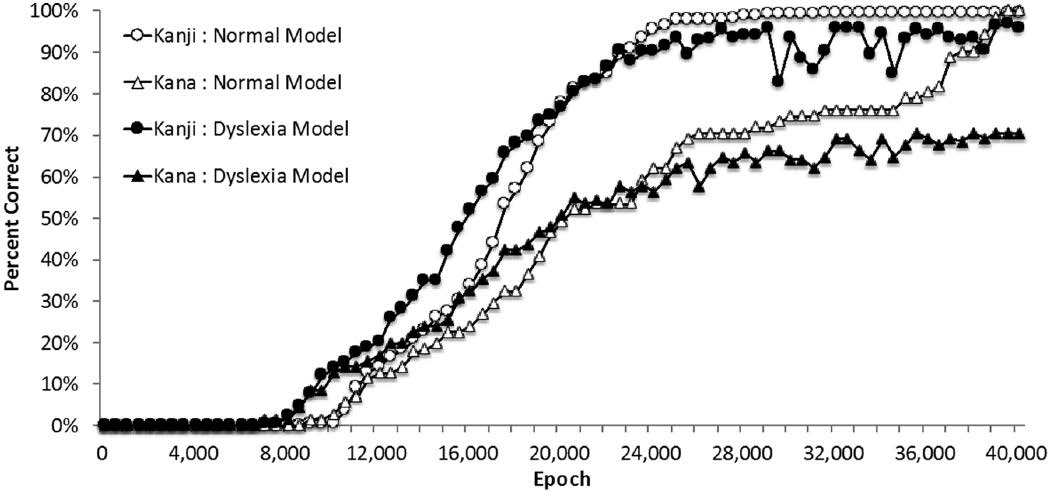 100%
90%
80%
70%
60%
50%
40%
30%
20%
10%
0%
Percent Correct
Kanji : Normal Model
Kana : Normal Model
Kanji : Dyslexia Model
Kana : Dyslexia Model
0 4,000 8,000 12,000 16,000 20,000 24,000 28,000 32,000 36,000 40,000
Epoch